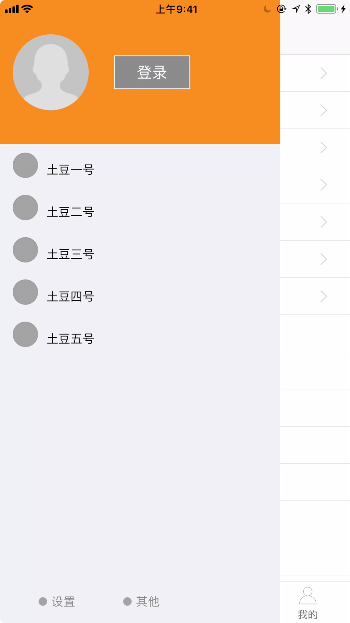 上午9:41
登录
土豆一号
土豆二号
土豆三号
土豆四号
土豆五号
设置 其他
我的